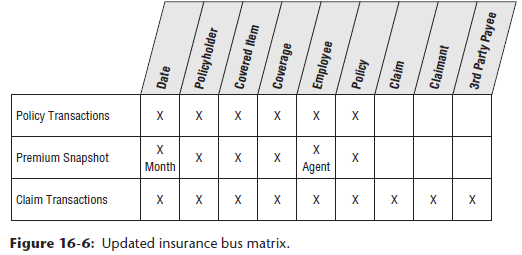 Date Policyholder Covered Item Coverage Employee Policy Claim Claimant 3rd Party Payee
Policy Transactions X X X X X X
Premium Snapshot X Month X X X X Agent X
Claim Transactions X X X X X X X X X
Figure 16-6: Updated insurance bus matrix.